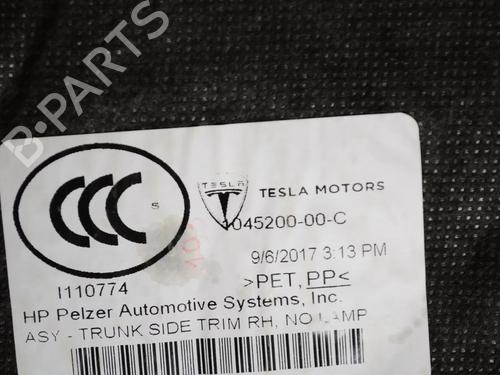 B-PARTS
CCC
S
TESLA
TESLA MOTORS
1045200-00-C
9/6/2017 3:13 PM
>PET, PP<
I110774
HP Pelzer Automotive Systems, Inc.
ASY - TRUNK SIDE TRIM RH, NO LAMP